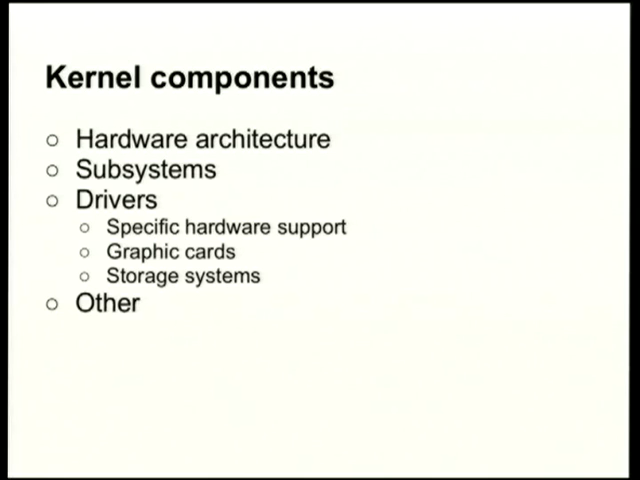 Kernel components
○ Hardware architecture
○ Subsystems
○ Drivers
○ Specific hardware support
○ Graphic cards
○ Storage systems
○ Other